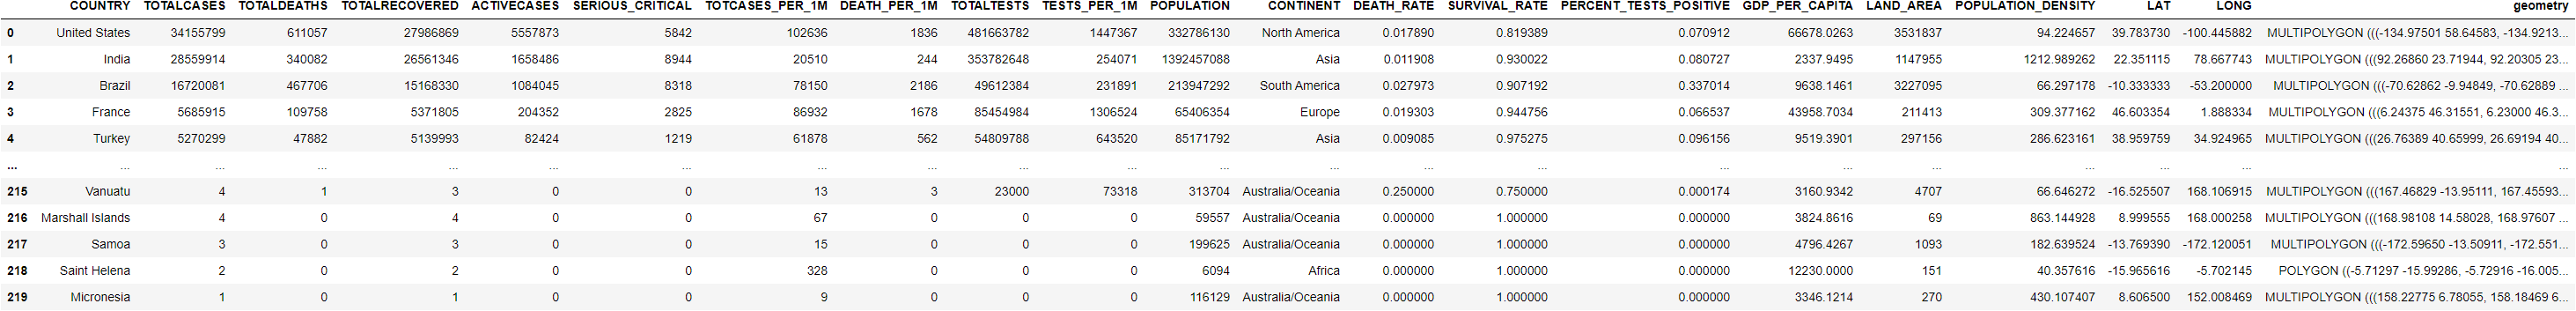 COUNTRY TOTALCASES TOTALDEATHS TOTALRECOVERED ACTIVECASES SERIOUS_CRITICAL TOTCASES_PER_1M DEATH_PER_1M TOTALTESTS TESTS_PER_1M POPULATION CONTINENT DEATH_RATE SURVIVAL_RATE PERCENT_TESTS_POSITIVE GDP_PER_CAPITA LAND_AREA POPULATION_DENSITY LAT LONG geometry
0 United States 34155799 611057 27986869 5557873 5842 102636 1836 481663782 1447367 332786130 North America 0.017890 0.819389 0.070912 66678.0263 3531837 94.224657 39.783730 -100.445882 MULTIPOLYGON (((-134.97501 58.64583, -134.9213...
1 India 28559914 340082 26561346 1658486 8944 20510 244 353782648 254071 1392457088 Asia 0.011908 0.930022 0.080727 2337.9495 1147955 1212.989262 22.351115 78.667743 MULTIPOLYGON (((92.26860 23.71944, 92.20305 23...
2 Brazil 16720081 467706 15168330 1084045 8318 78150 2186 49612384 231891 213947292 South America 0.027973 0.907192 0.337014 9638.1461 3227095 66.297178 -10.333333 -53.200000 MULTIPOLYGON (((-70.62862 -9.94849, -70.62889 ...
3 France 5685915 109758 5371805 204352 2825 86932 1678 85454984 1306524 65406354 Europe 0.019303 0.944756 0.066537 43958.7034 211413 309.377162 46.603354 1.888334 MULTIPOLYGON (((6.24375 46.31551, 6.23000 46.3...
4 Turkey 5270299 47882 5139993 82424 1219 61878 562 54809788 643520 85171792 Asia 0.009085 0.975275 0.096156 9519.3901 297156 286.623161 38.959759 34.924965 MULTIPOLYGON (((26.76389 40.65999, 26.69194 40...
... ... ... ... ... ... ... ... ... ... ... ... ... ... ... ... ... ... ... ... ... ...
215 Vanuatu 4 1 3 0 0 13 3 23000 73318 313704 Australia/Oceania 0.250000 0.750000 0.000174 3160.9342 4707 66.646272 -16.525507 168.106915 MULTIPOLYGON (((167.46829 -13.95111, 167.45593...
216 Marshall Islands 4 0 4 0 0 67 0 0 0 59557 Australia/Oceania 0.000000 1.000000 0.000000 3824.8616 69 863.144928 8.999555 168.000258 MULTIPOLYGON (((168.98108 14.58028, 168.97607 ...
217 Samoa 3 0 3 0 0 15 0 0 0 199625 Australia/Oceania 0.000000 1.000000 0.000000 4796.4267 1093 182.639524 -13.769390 -172.120051 MULTIPOLYGON (((-172.59650 -13.50911, -172.551...
218 Saint Helena 2 0 2 0 0 328 0 0 0 6094 Africa 0.000000 1.000000 0.000000 12230.0000 151 40.357616 -15.965616 -5.702145 POLYGON ((-5.71297 -15.99286, -5.72916 -16.005...
219 Micronesia 1 0 1 0 0 9 0 0 0 116129 Australia/Oceania 0.000000 1.000000 0.000000 3346.1214 270 430.107407 8.606500 152.008469 MULTIPOLYGON (((158.22775 6.78055, 158.18469 6...